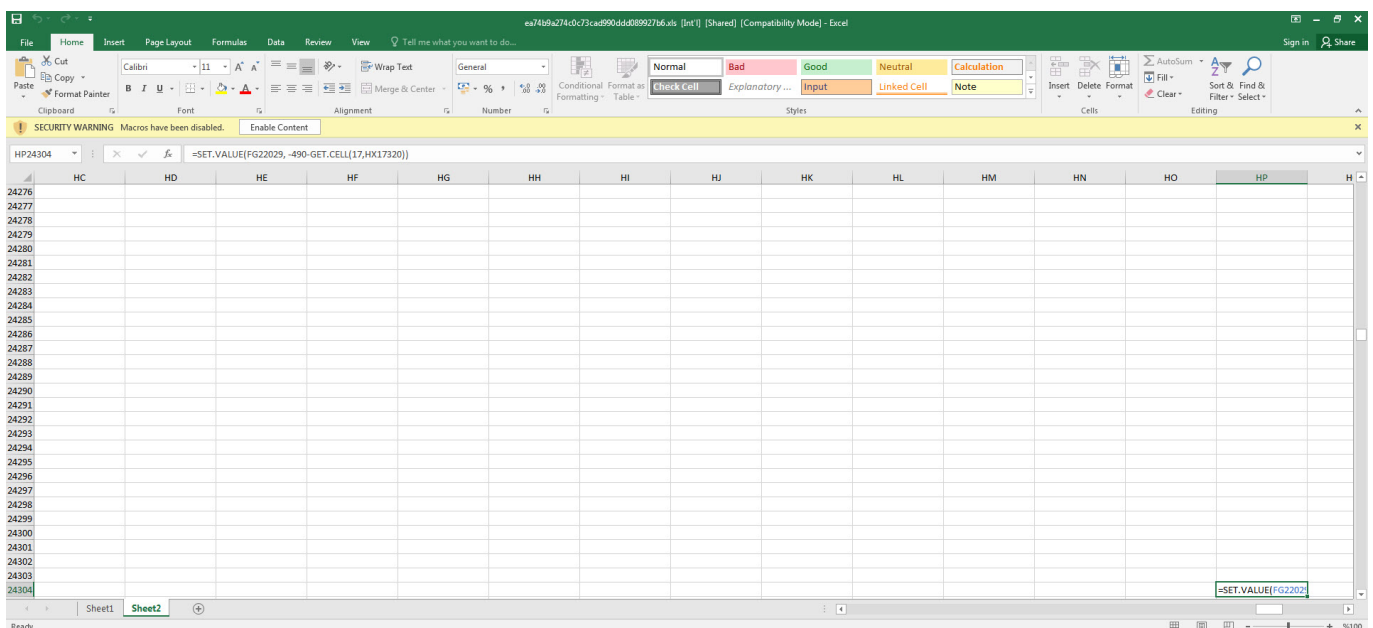 ea74b9a274c0c73cad990ddd089927b6.xls [Int'l] [Shared] [Compatibility Mode] - Excel
File Home Insert Page Layout Formulas Data Review View Tell me what you want to do... Sign in Share
Cut
Copy
Paste
Format Painter
Clipboard
Calibri 11
B I U
Font
Wrap Text
Merge & Center
Alignment
General
% ,
Number
Conditional Formatting
Format as Table
Normal Bad Good Neutral Calculation
Check Cell Explanatory ... Input Linked Cell Note
Styles
Insert Delete Format
Cells
AutoSum
Fill
Clear
Sort & Filter
Find & Select
Editing
SECURITY WARNING Macros have been disabled. Enable Content
HP24304 fx =SET.VALUE(FG22029, -490-GET.CELL(17,HX17320))
HC HD HE HF HG HH HI HJ HK HL HM HN HO HP H
24276
24277
24278
24279
24280
24281
24282
24283
24284
24285
24286
24287
24288
24289
24290
24291
24292
24293
24294
24295
24296
24297
24298
24299
24300
24301
24302
24303
24304 =SET.VALUE(FG2202
Sheet1 Sheet2
Ready %100